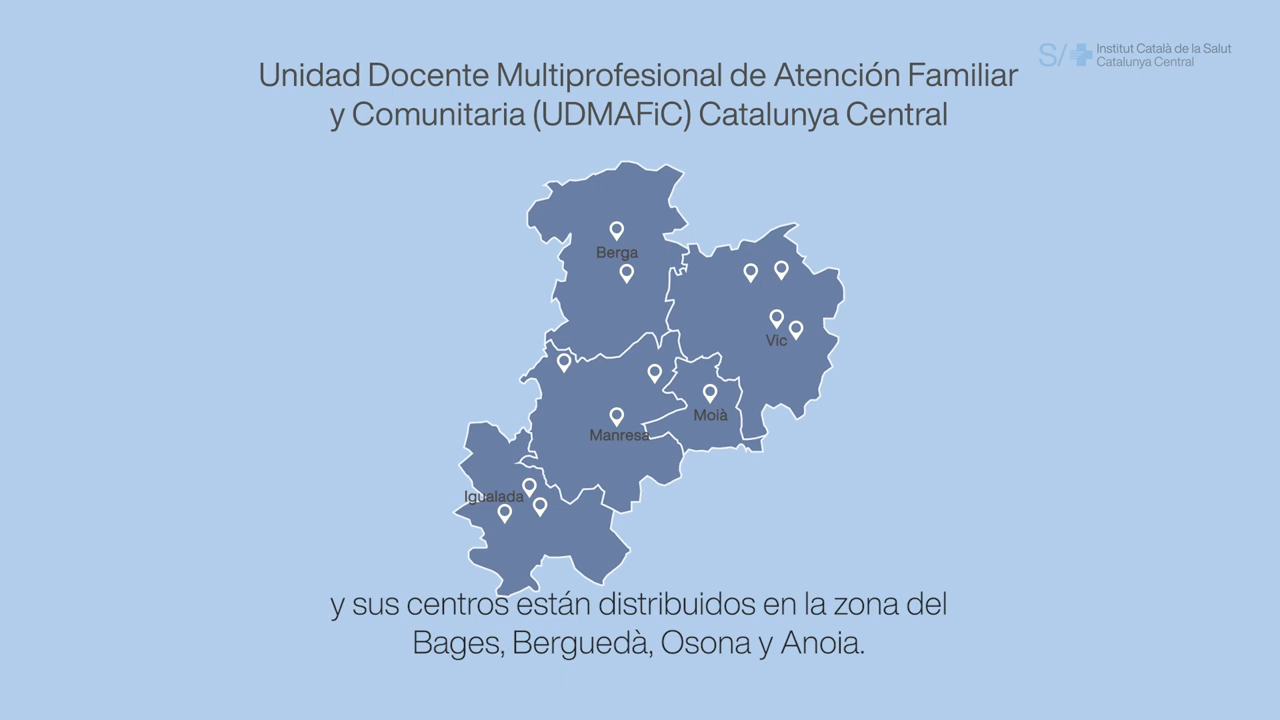 S/
Institut Català de la Salut
Catalunya Central
Unidad Docente Multiprofesional de Atención Familiar
y Comunitaria (UDMAFiC) Catalunya Central
Berga
Vic
Moià
Manresa
Igualada
y sus centros están distribuidos en la zona del
Bages, Berguedà, Osona y Anoia.